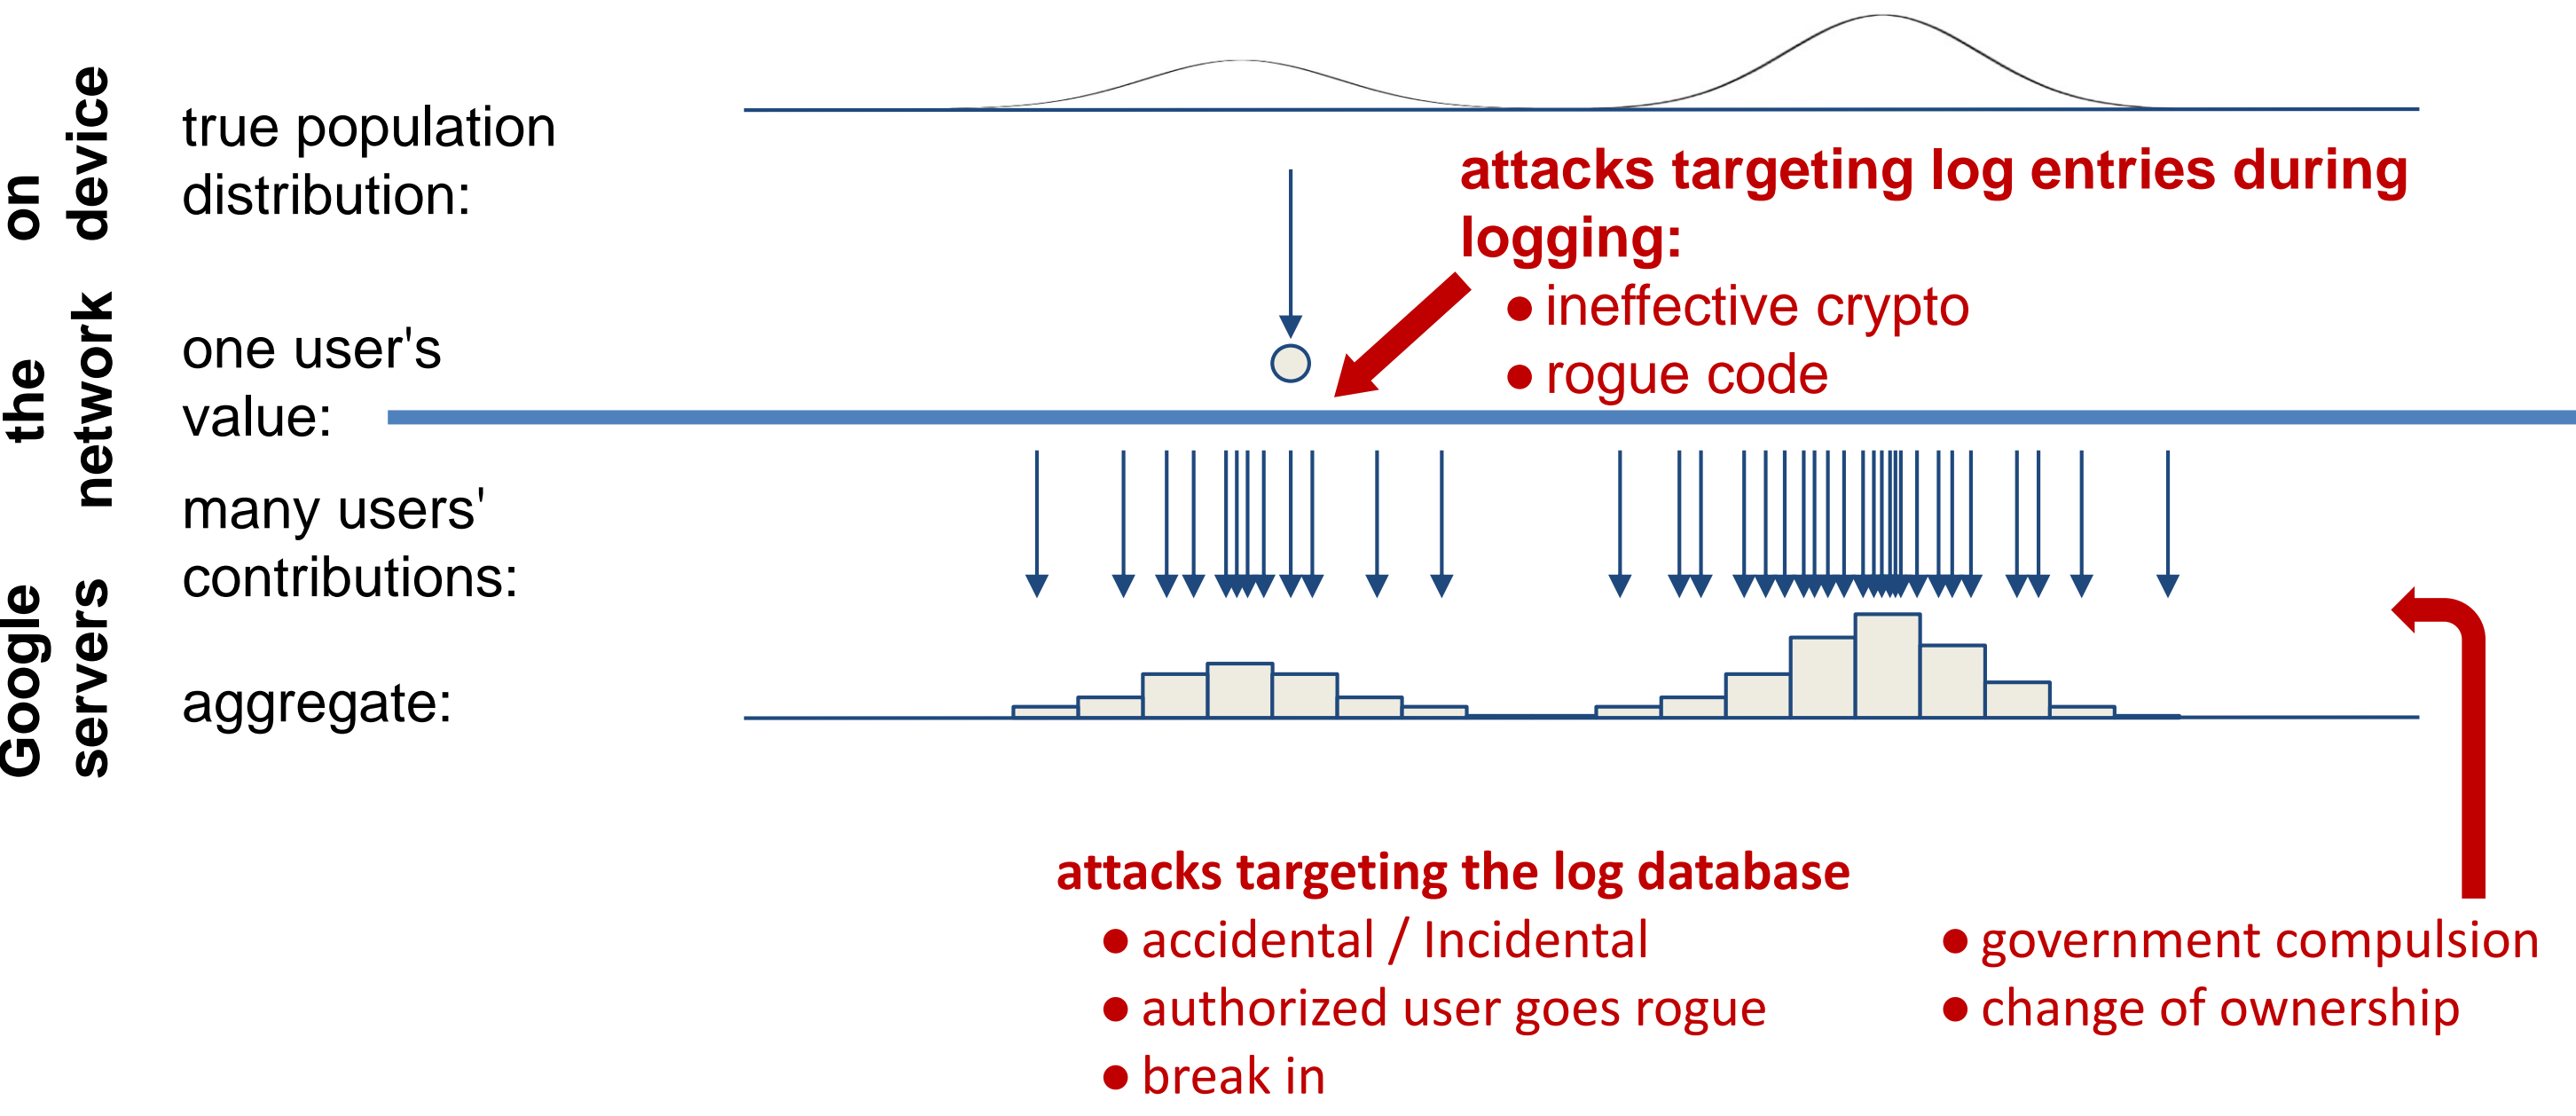 on
device
the
network
Google
servers
true population
distribution:
attacks targeting log entries during
logging:
● ineffective crypto
● rogue code
one user's
value:
many users'
contributions:
aggregate:
attacks targeting the log database
● accidental / Incidental
● authorized user goes rogue
● break in
● government compulsion
● change of ownership